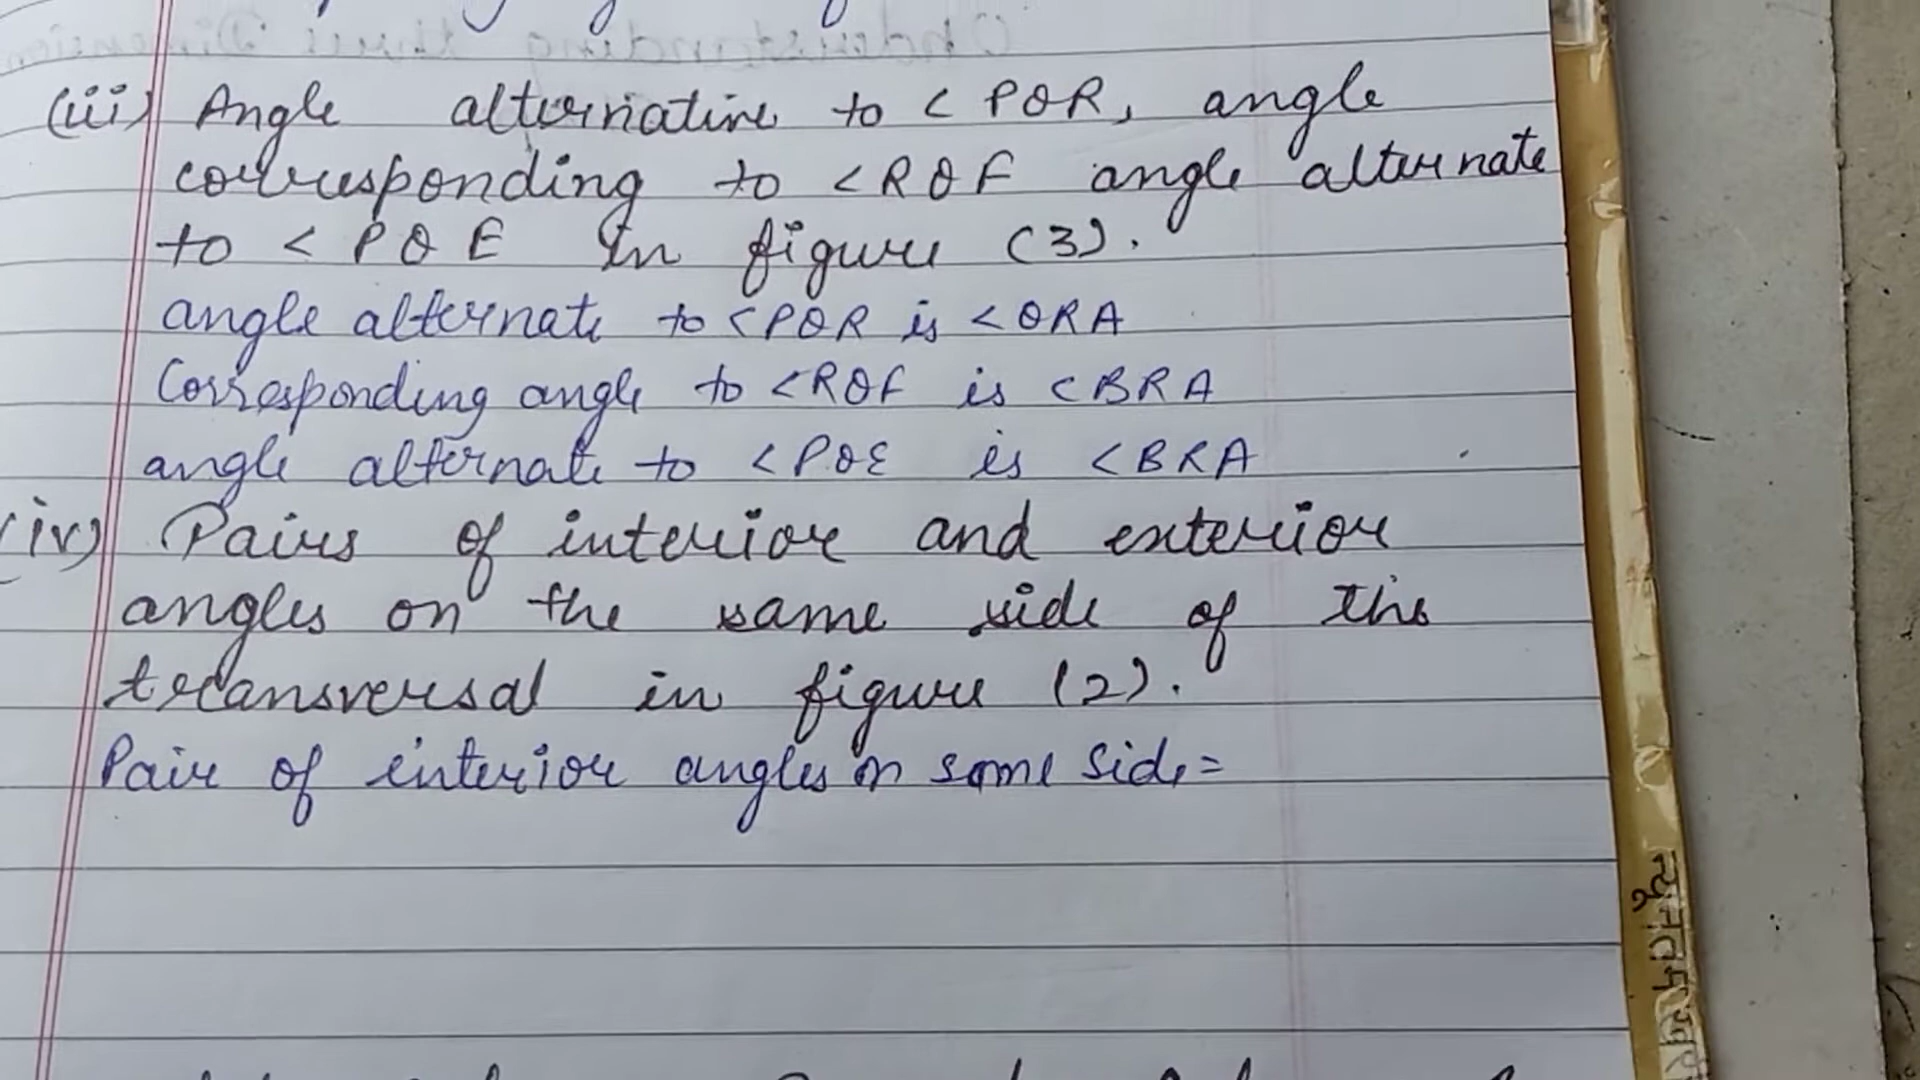 (iii) Angle alternative to < PQR, angle
corresponding to < RQF angle alternate
to < PQE In figure (3).
angle alternate to < PQR is < QRA
Corresponding angle to < RQF is < BRA
angle alternate to < PQE is < BRA
(iv) Pairs of interior and exterior
angles on the same side of the
transversal in figure (2).
Pair of interior angles on same side =